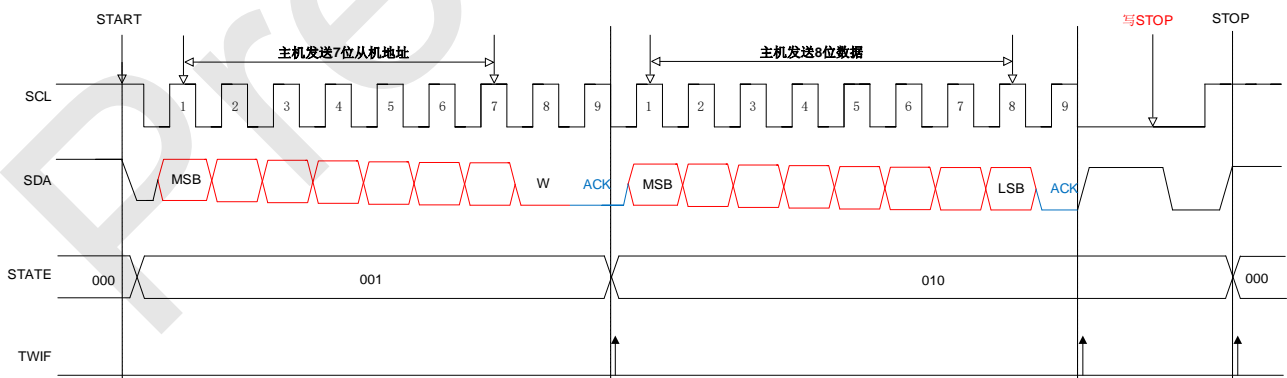 START
写STOP
STOP
主机发送7位从机地址
主机发送8位数据
SCL
1 2 3 4 5 6 7 8 9 1 2 3 4 5 6 7 8 9
SDA
MSB W ACK MSB LSB ACK
STATE
000 001 010 000
TWIF